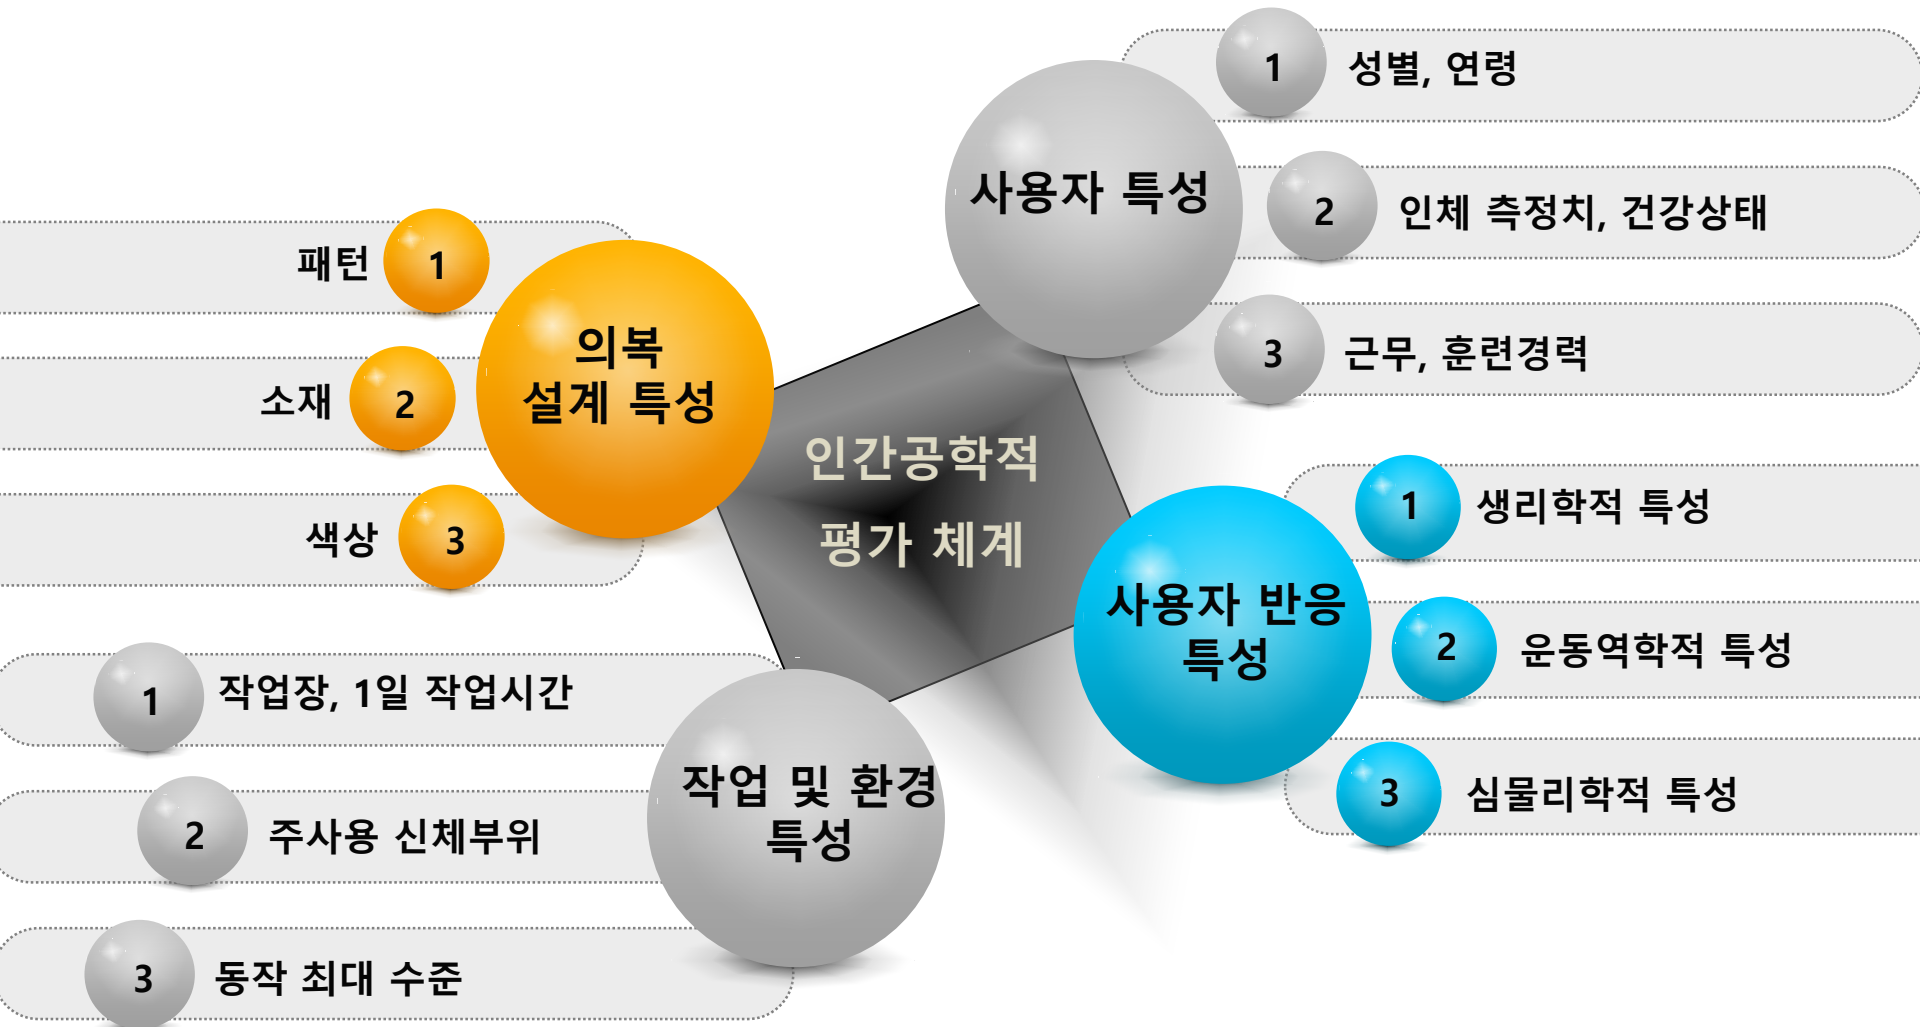 인간공학적
평가 체계
의복
설계 특성
1 패턴
2 소재
3 색상
사용자 특성
1 성별, 연령
2 인체 측정치, 건강상태
3 근무, 훈련경력
작업 및 환경
특성
1 작업장, 1일 작업시간
2 주사용 신체부위
3 동작 최대 수준
사용자 반응
특성
1 생리학적 특성
2 운동역학적 특성
3 심물리학적 특성